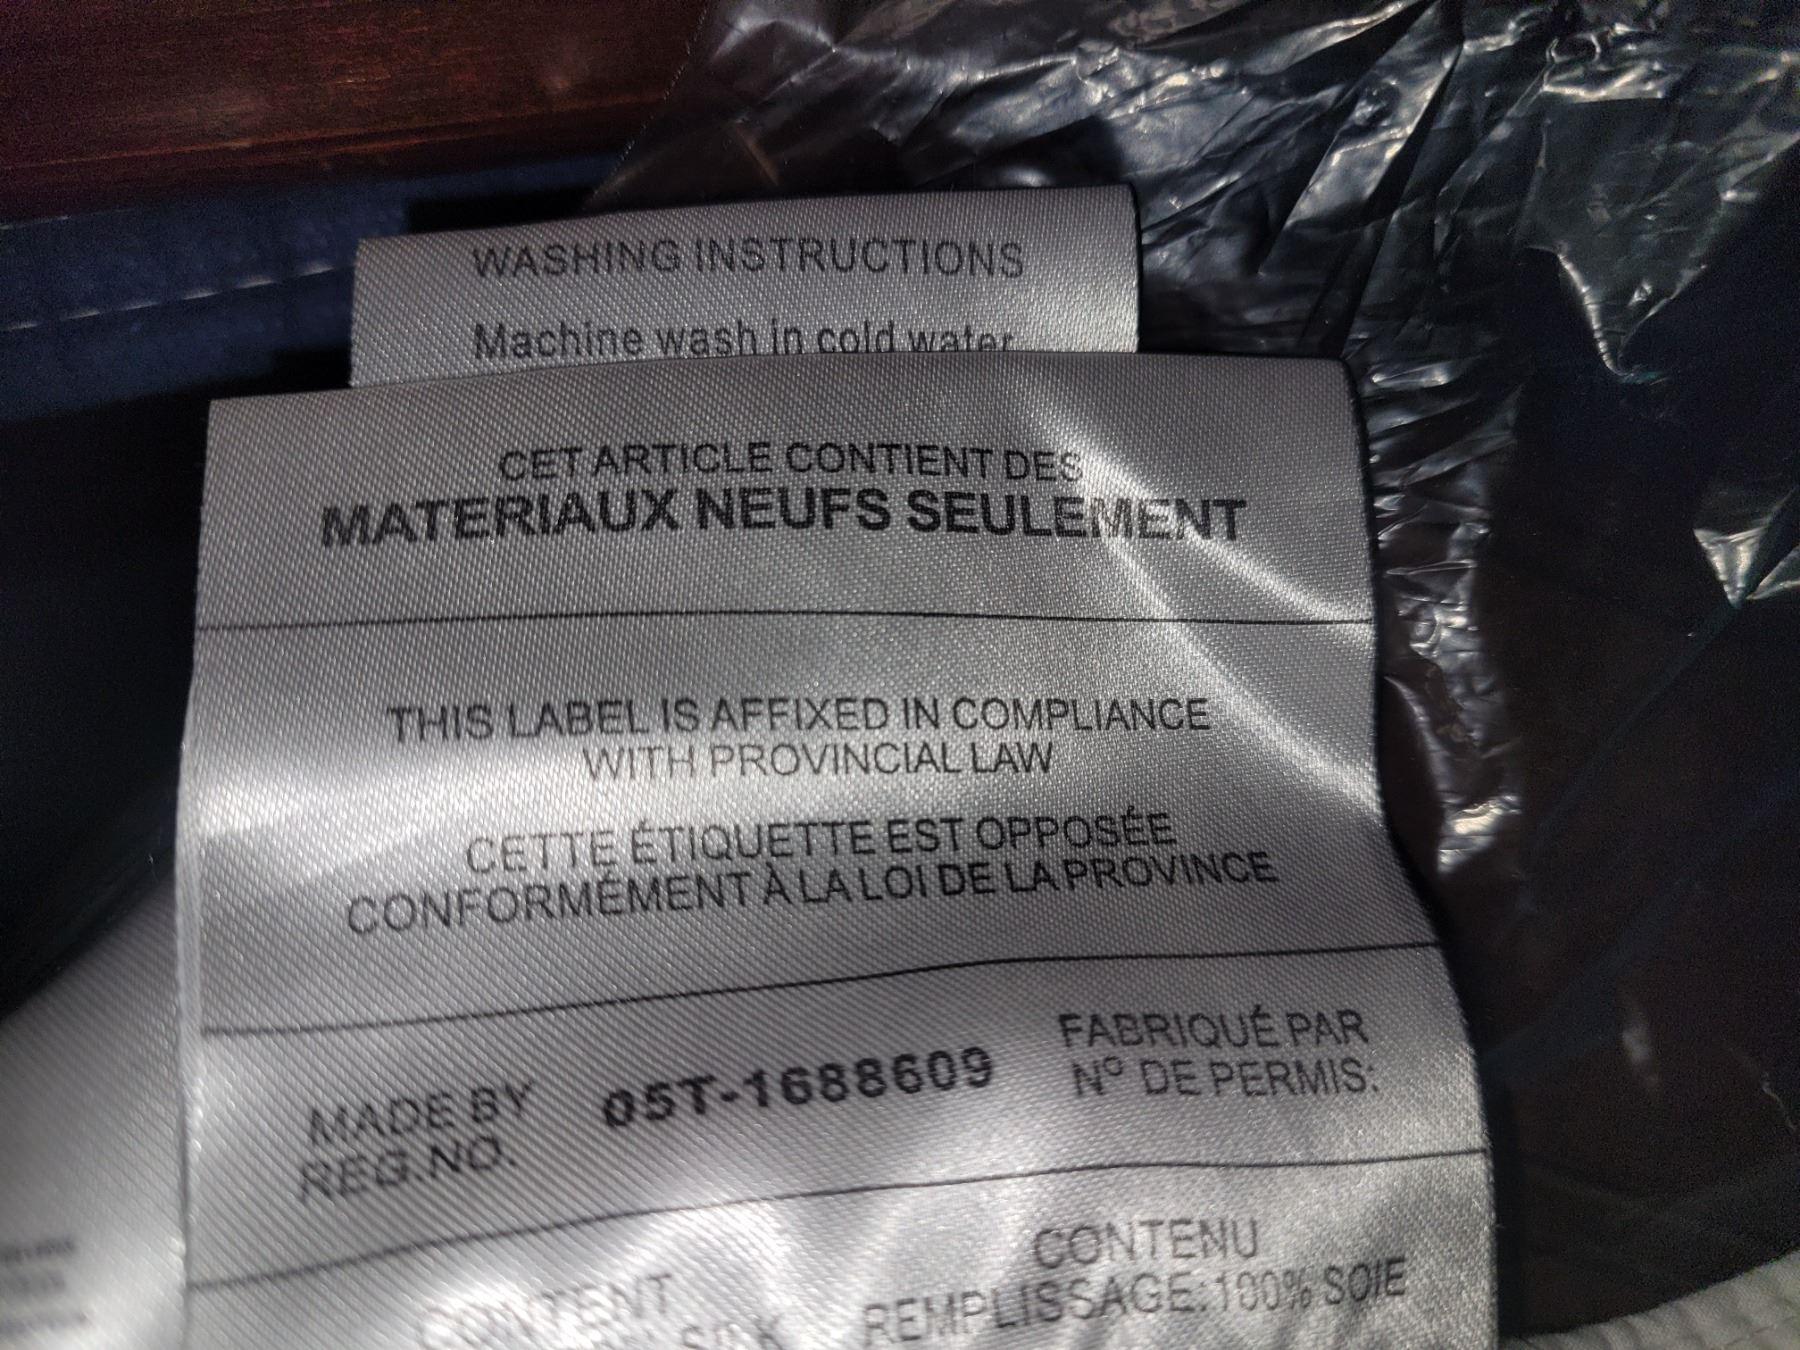 WASHING INSTRUCTIONS
Machine wash in cold water
CET ARTICLE CONTIENT DES
MATERIAUX NEUFS SEULEMENT
THIS LABEL IS AFFIXED IN COMPLIANCE
WITH PROVINCIAL LAW
CETTE ÉTIQUETTE EST OPPOSÉE
CONFORMÉMENT À LA LOI DE LA PROVINCE
MADE BY
REG.NO.
05T-1688609
FABRIQUÉ PAR
Nº DE PERMIS:
CONTENT
SILK
CONTENU
REMPLISSAGE:100% SOIE